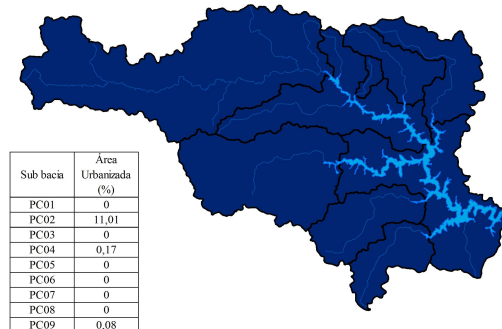 Sub bacia Área Urbanizada (%)
PC01 0
PC02 11,01
PC03 0
PC04 0,17
PC05 0
PC06 0
PC07 0
PC08 0
PC09 0,08